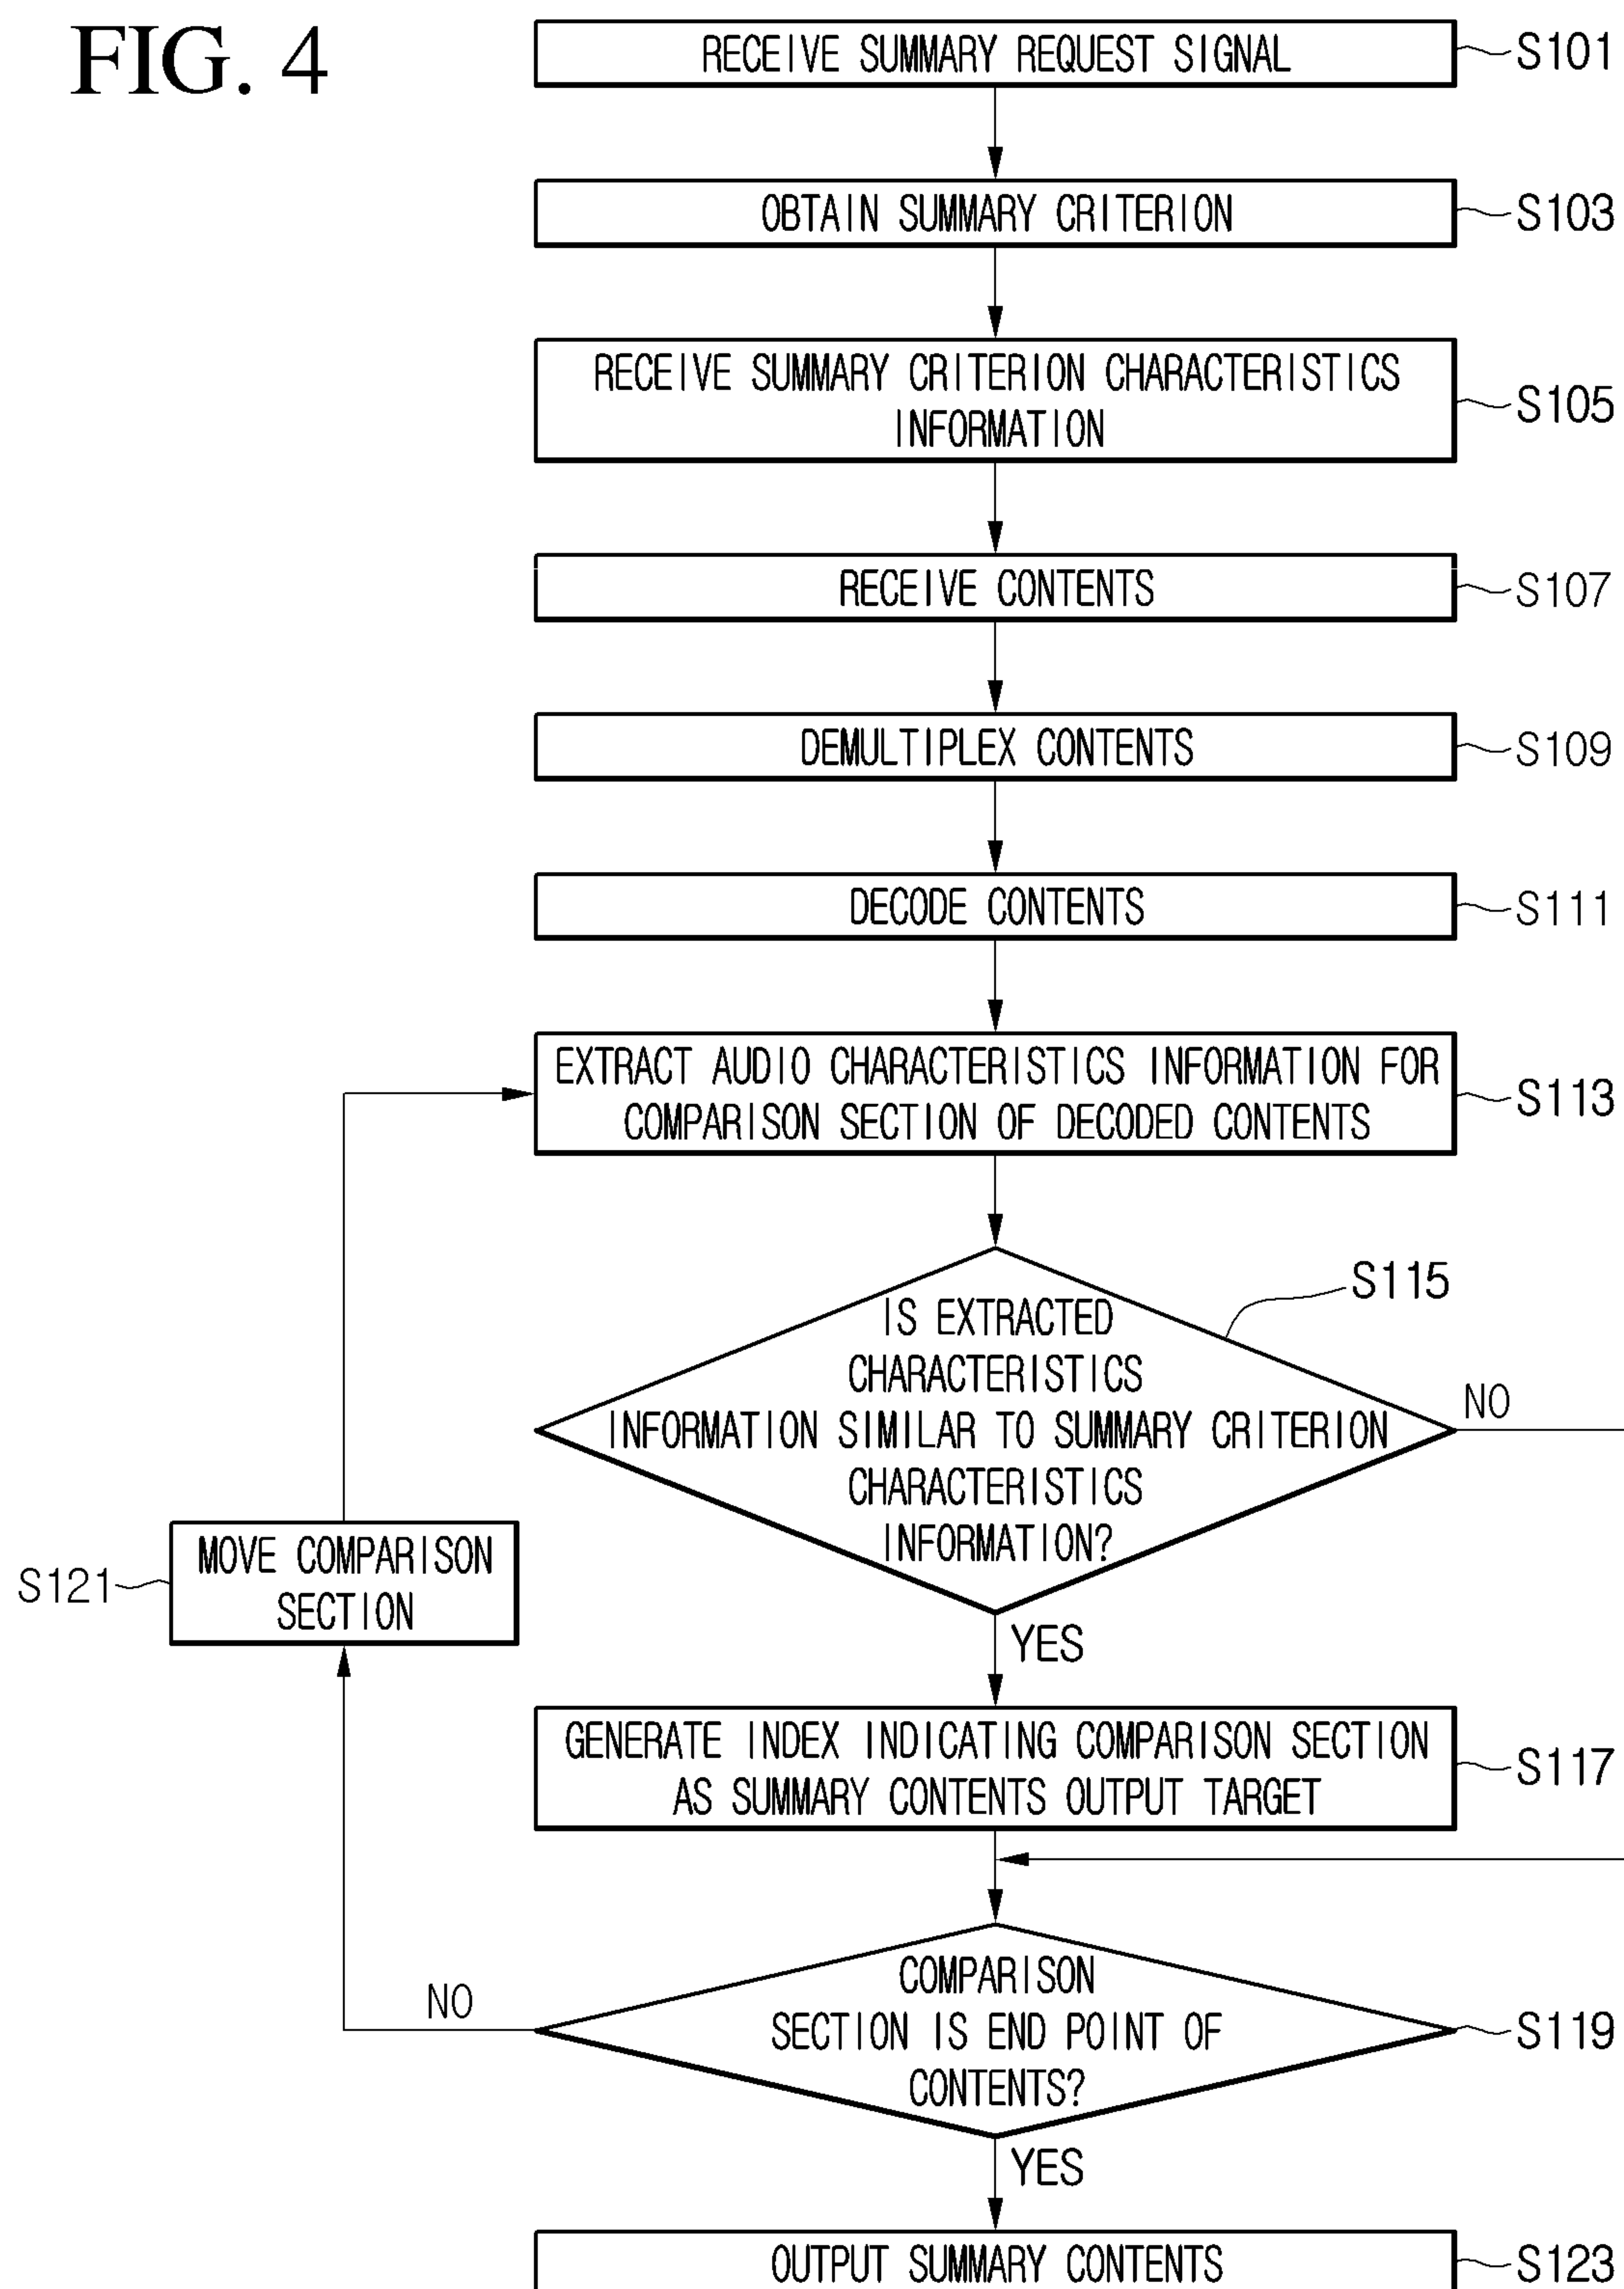 FIG. 4
RECEIVE SUMMARY REQUEST SIGNAL
S101
OBTAIN SUMMARY CRITERION
S103
RECEIVE SUMMARY CRITERION CHARACTERISTICS
INFORMATION
S105
RECEIVE CONTENTS
S107
DEMULTIPLEX CONTENTS
S109
DECODE CONTENTS
S111
EXTRACT AUDIO CHARACTERISTICS INFORMATION FOR
COMPARISON SECTION OF DECODED CONTENTS
S113
S115
IS EXTRACTED
CHARACTERISTICS
INFORMATION SIMILAR TO SUMMARY CRITERION
CHARACTERISTICS
INFORMATION?
NO
YES
MOVE COMPARISON
SECTION
S121
GENERATE INDEX INDICATING COMPARISON SECTION
AS SUMMARY CONTENTS OUTPUT TARGET
S117
COMPARISON
SECTION IS END POINT OF
CONTENTS?
S119
NO
YES
OUTPUT SUMMARY CONTENTS
S123